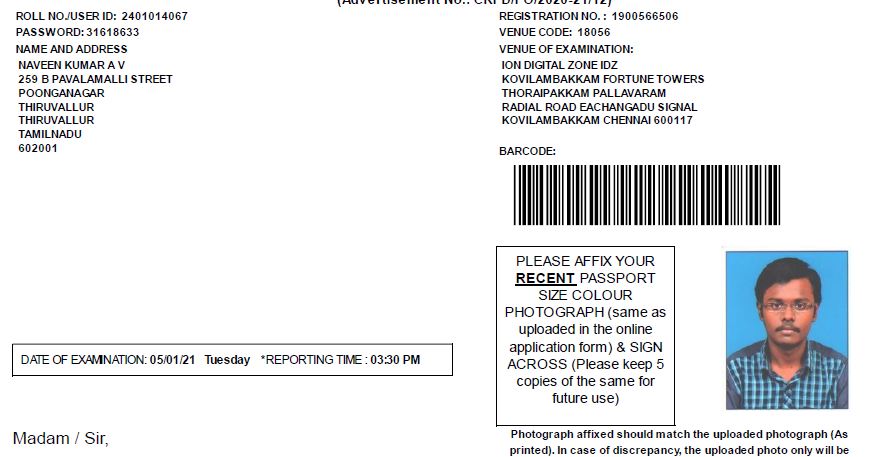 (Advertisement No.: CRPD/PO/2020-21/12)
ROLL NO./USER ID: 2401014067
PASSWORD: 31618633
NAME AND ADDRESS
NAVEEN KUMAR A V
259 B PAVALAMALLI STREET
POONGANAGAR
THIRUVALLUR
THIRUVALLUR
TAMILNADU
602001
REGISTRATION NO. : 1900566506
VENUE CODE: 18056
VENUE OF EXAMINATION:
ION DIGITAL ZONE IDZ
KOVILAMBAKKAM FORTUNE TOWERS
THORAIPAKKAM PALLAVARAM
RADIAL ROAD EACHANGADU SIGNAL
KOVILAMBAKKAM CHENNAI 600117
BARCODE:
PLEASE AFFIX YOUR
RECENT PASSPORT
SIZE COLOUR
PHOTOGRAPH (same as
uploaded in the online
application form) & SIGN
ACROSS (Please keep 5
copies of the same for
future use)
DATE OF EXAMINATION: 05/01/21 Tuesday *REPORTING TIME : 03:30 PM
Madam / Sir,
Photograph affixed should match the uploaded photograph (As
printed). In case of discrepancy, the uploaded photo only will be